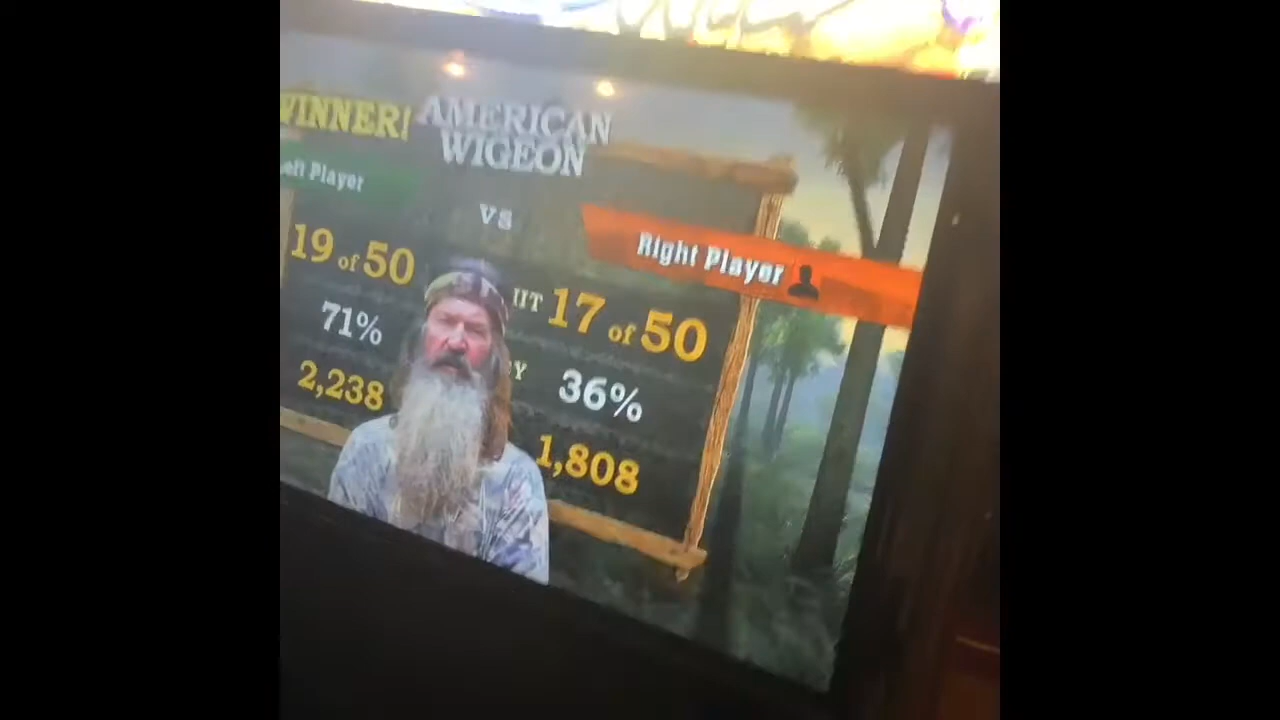 WINNER! AMERICAN
WIGEON
Left Player
VS
Right Player
19 of 50
17 of 50
71%
36%
2,238
1,808